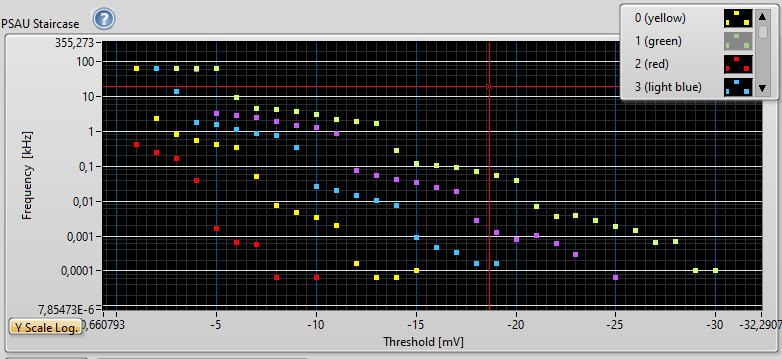 PSAU Staircase
0 (yellow)
1 (green)
2 (red)
3 (light blue)
355,273
100
10
1
0,1
0,01
0,001
0,0001
7,85473E-6
Frequency [kHz]
Y Scale Log.
0,660793 -5 -10 -15 -20 -25 -30 -32,2907
Threshold [mV]